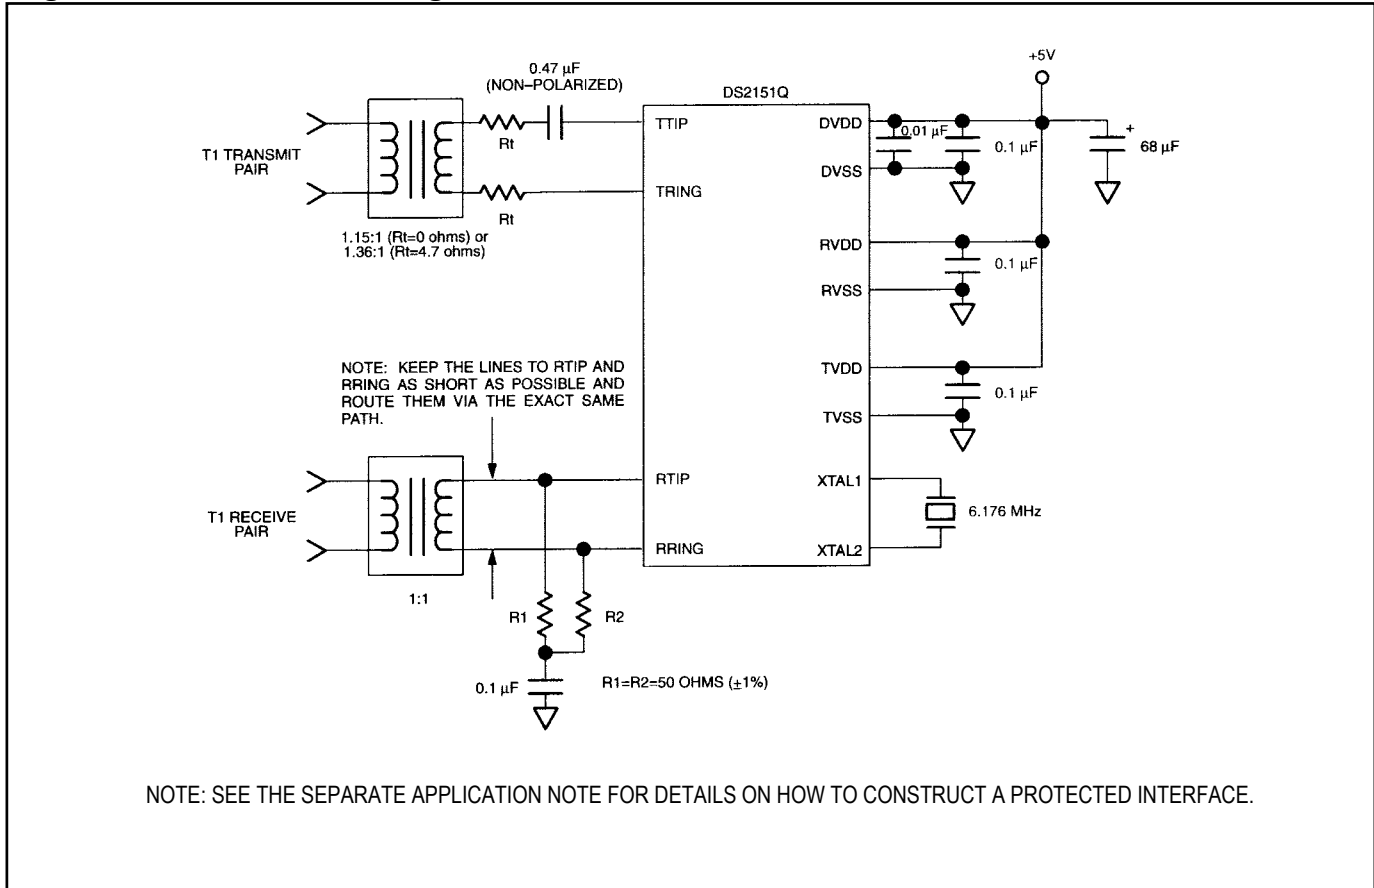 +5V
0.47 µF
(NON–POLARIZED)
DS2151Q
TTIP
DVDD
0.01 µF
0.1 µF
+
68 µF
Rt
T1 TRANSMIT
PAIR
DVSS
TRING
Rt
1.15:1 (Rt=0 ohms) or
1.36:1 (Rt=4.7 ohms)
RVDD
0.1 µF
RVSS
NOTE: KEEP THE LINES TO RTIP AND
RRING AS SHORT AS POSSIBLE AND
ROUTE THEM VIA THE EXACT SAME
PATH.
TVDD
0.1 µF
TVSS
RTIP
XTAL1
T1 RECEIVE
PAIR
6.176 MHz
RRING
XTAL2
1:1
R1
R2
0.1 µF
R1=R2=50 OHMS (±1%)
NOTE: SEE THE SEPARATE APPLICATION NOTE FOR DETAILS ON HOW TO CONSTRUCT A PROTECTED INTERFACE.